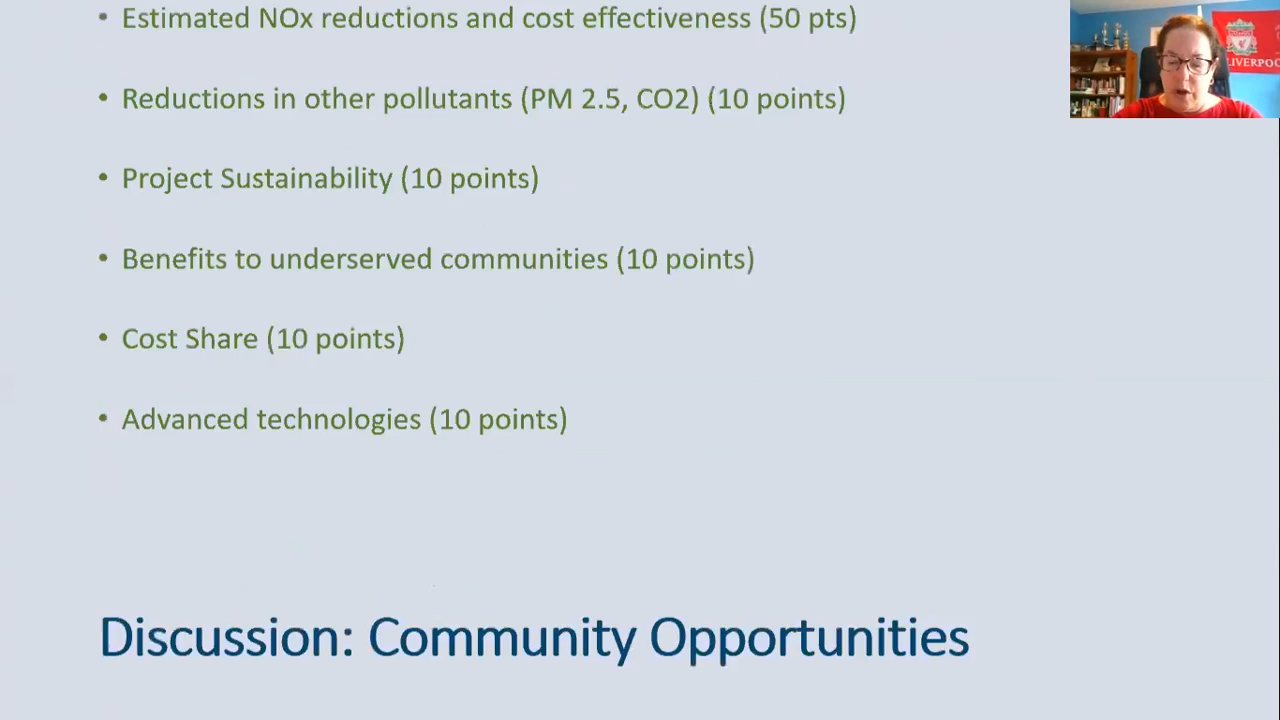 • Estimated NOx reductions and cost effectiveness (50 pts)
• Reductions in other pollutants (PM 2.5, CO2) (10 points)
• Project Sustainability (10 points)
• Benefits to underserved communities (10 points)
• Cost Share (10 points)
• Advanced technologies (10 points)
Discussion: Community Opportunities
LIVERPOO